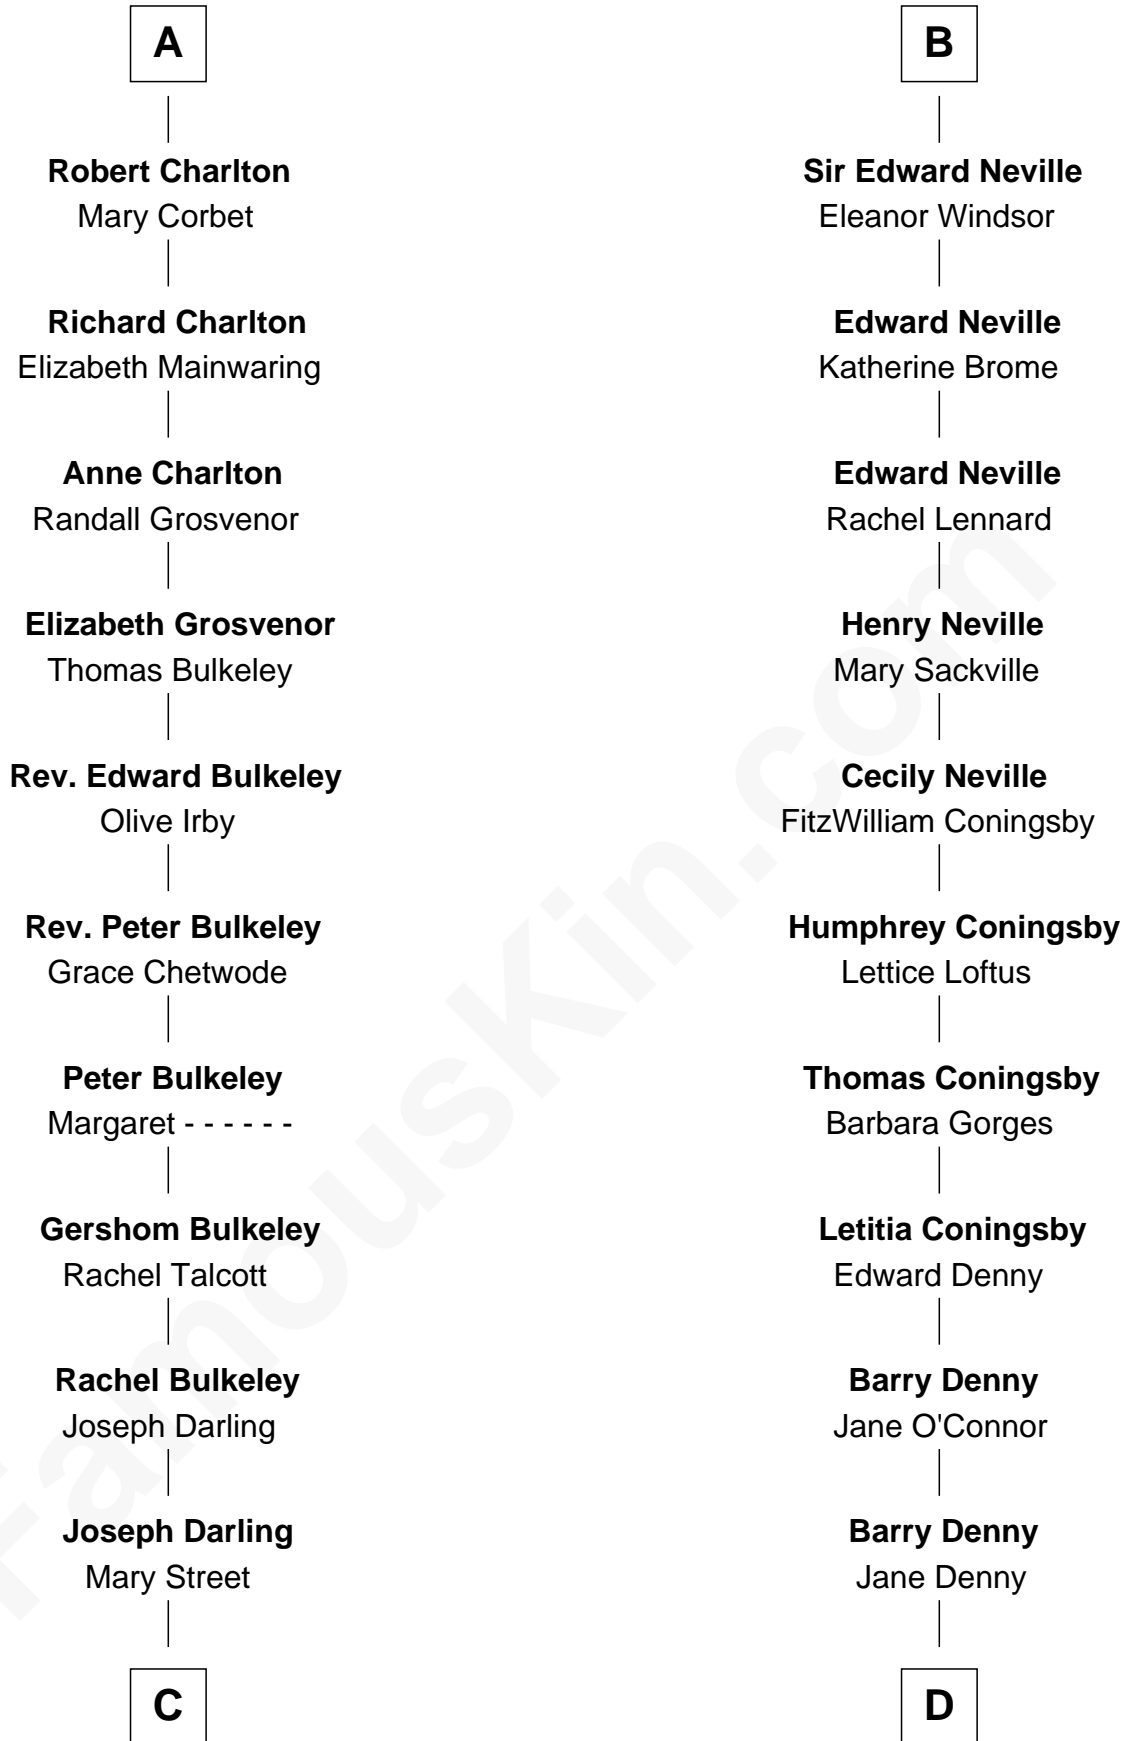 A
Robert Charlton
Mary Corbet
Richard Charlton
Elizabeth Mainwaring
Anne Charlton
Randall Grosvenor
Elizabeth Grosvenor
Thomas Bulkeley
Rev. Edward Bulkeley
Olive Irby
Rev. Peter Bulkeley
Grace Chetwode
Peter Bulkeley
Margaret - - - - - -
Gershom Bulkeley
Rachel Talcott
Rachel Bulkeley
Joseph Darling
Joseph Darling
Mary Street
C
B
Sir Edward Neville
Eleanor Windsor
Edward Neville
Katherine Brome
Edward Neville
Rachel Lennard
Henry Neville
Mary Sackville
Cecily Neville
FitzWilliam Coningsby
Humphrey Coningsby
Lettice Loftus
Thomas Coningsby
Barbara Gorges
Letitia Coningsby
Edward Denny
Barry Denny
Jane O'Connor
Barry Denny
Jane Denny
D
FamousKin.com